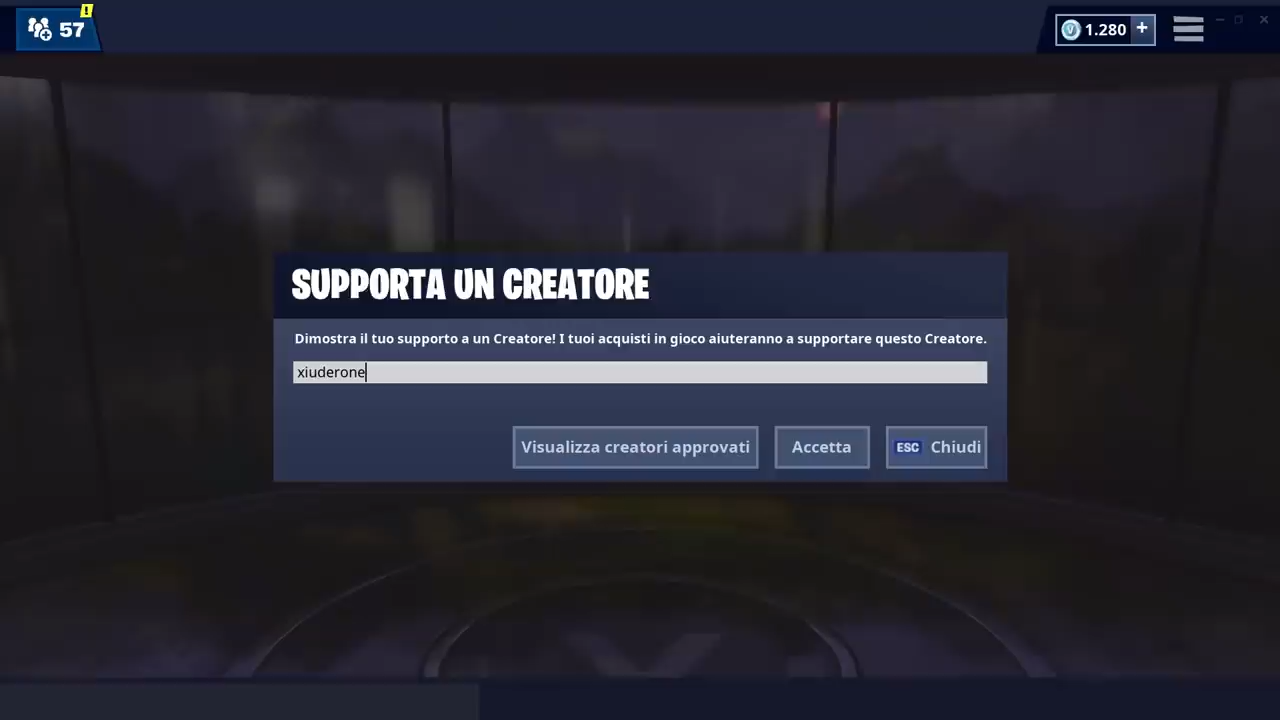 57
!
1.280 +
SUPPORTA UN CREATORE
Dimostra il tuo supporto a un Creatore! I tuoi acquisti in gioco aiuteranno a supportare questo Creatore.
xiuderone
Visualizza creatori approvati
Accetta
ESC Chiudi